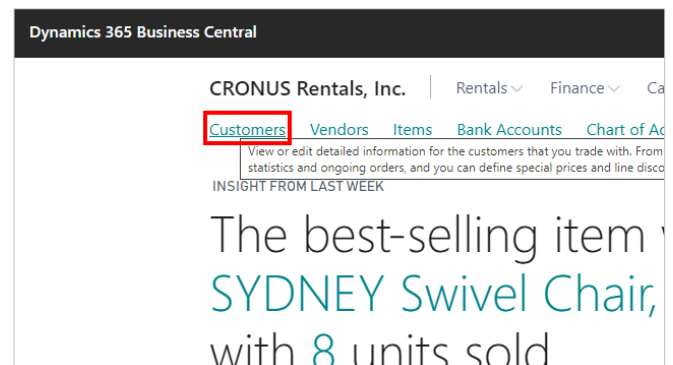 Dynamics 365 Business Central
CRONUS Rentals, Inc. Rentals Finance
Customers Vendors Items Bank Accounts Chart of
View or edit detailed information for the customers that you trade with. From
statistics and ongoing orders, and you can define special prices and line
INSIGHT FROM LAST WEEK
The best-selling item
SYDNEY Swivel Chair,
with 8 units sold